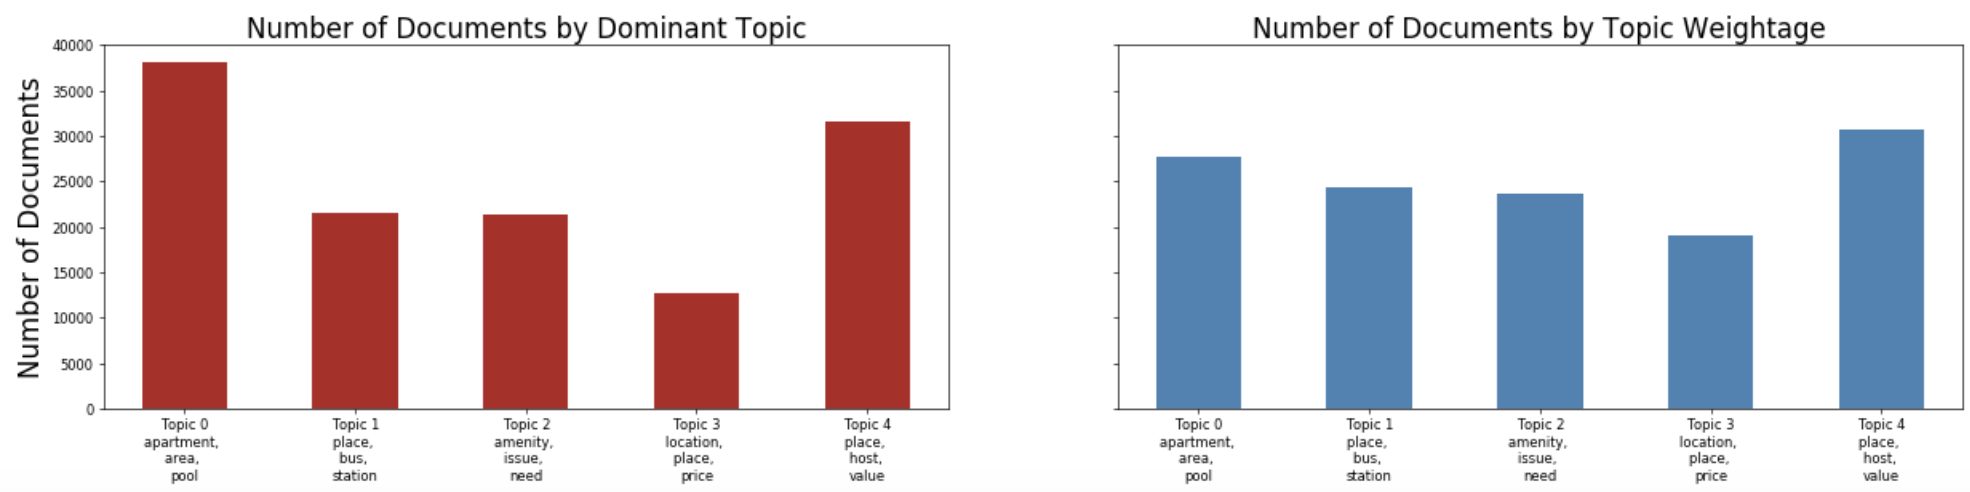 Number of Documents by Dominant Topic
Number of Documents
40000
35000
30000
25000
20000
15000
10000
5000
0
Topic 0
apartment,
area,
pool
Topic 1
place,
bus,
station
Topic 2
amenity,
issue,
need
Topic 3
location,
place,
price
Topic 4
place,
host,
value
Number of Documents by Topic Weightage
Topic 0
apartment,
area,
pool
Topic 1
place,
bus,
station
Topic 2
amenity,
issue,
need
Topic 3
location,
place,
price
Topic 4
place,
host,
value